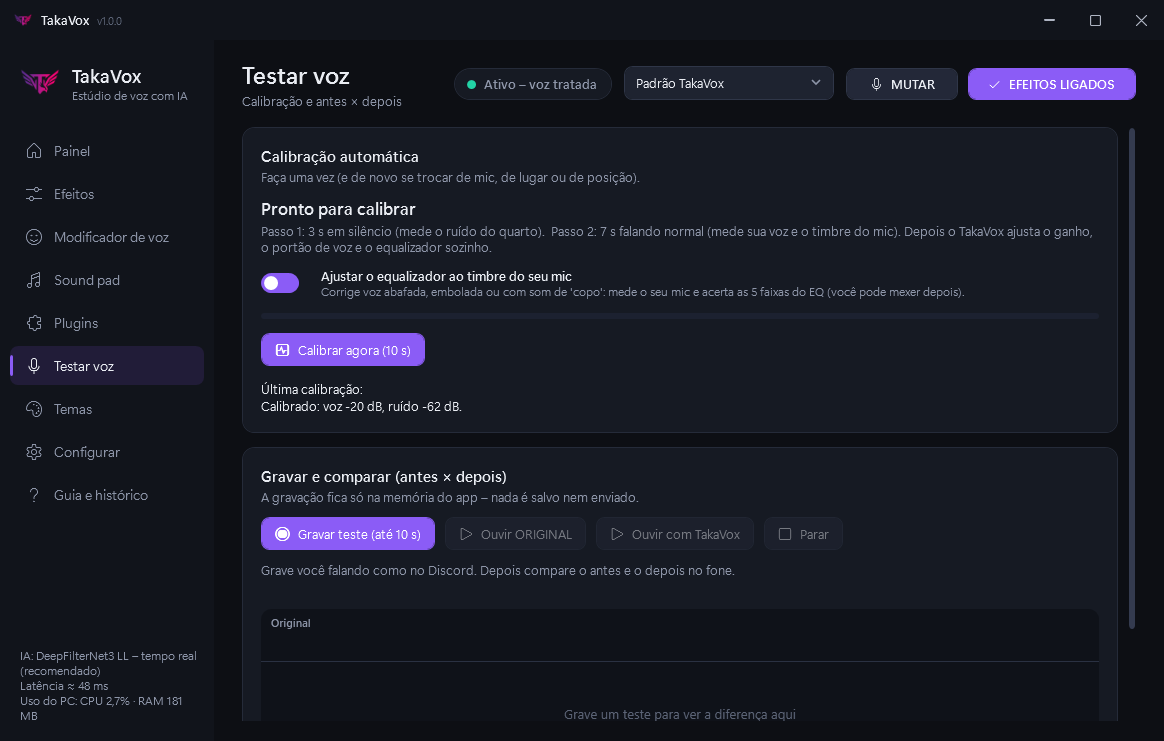 TakaVox v1.0.0
TakaVox
Estúdio de voz com IA
Painel
Efeitos
Modificador de voz
Sound pad
Plugins
Testar voz
Temas
Configurar
Guia e histórico
IA: DeepFilterNet3 LL – tempo real
(recomendado)
Latência ≈ 48 ms
Uso do PC: CPU 2,7% · RAM 181
MB
Testar voz
Calibração e antes × depois
Ativo – voz tratada
Padrão TakaVox
MUTAR
EFEITOS LIGADOS
Calibração automática
Faça uma vez (e de novo se trocar de mic, de lugar ou de posição).
Pronto para calibrar
Passo 1: 3 s em silêncio (mede o ruído do quarto).  Passo 2: 7 s falando normal (mede sua voz e o timbre do mic). Depois o TakaVox ajusta o ganho,
o portão de voz e o equalizador sozinho.
Ajustar o equalizador ao timbre do seu mic
Corrige voz abafada, embolada ou com som de 'copo': mede o seu mic e acerta as 5 faixas do EQ (você pode mexer depois).
Calibrar agora (10 s)
Última calibração:
Calibrado: voz -20 dB, ruído -62 dB.
Gravar e comparar (antes × depois)
A gravação fica só na memória do app – nada é salvo nem enviado.
Gravar teste (até 10 s)
Ouvir ORIGINAL
Ouvir com TakaVox
Parar
Grave você falando como no Discord. Depois compare o antes e o depois no fone.
Original
Grave um teste para ver a diferença aqui